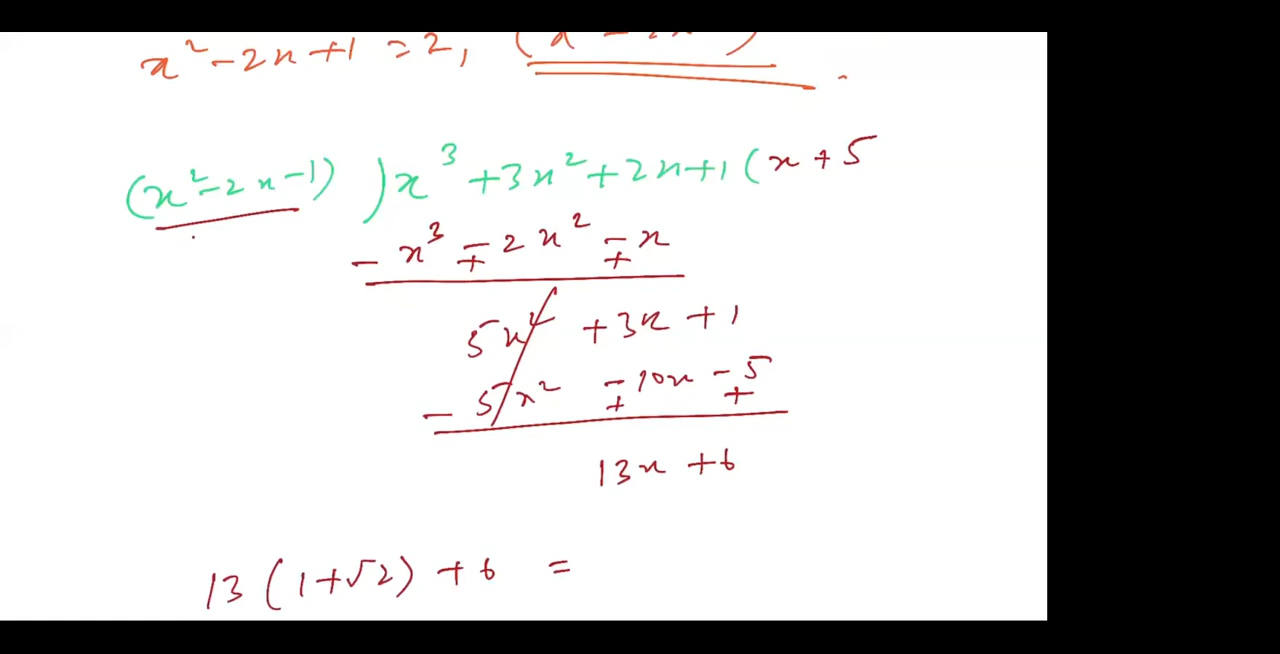 x² - 2x + 1 = 2,
(x² - 2x - 1) ) x³ + 3x² + 2x + 1 ( x + 5
- x³ ∓ 2x² ∓ x
5x² + 3x + 1
- 5x² ∓ 10x - 5
+
13x + 6
13 (1 + √2) + 6 =